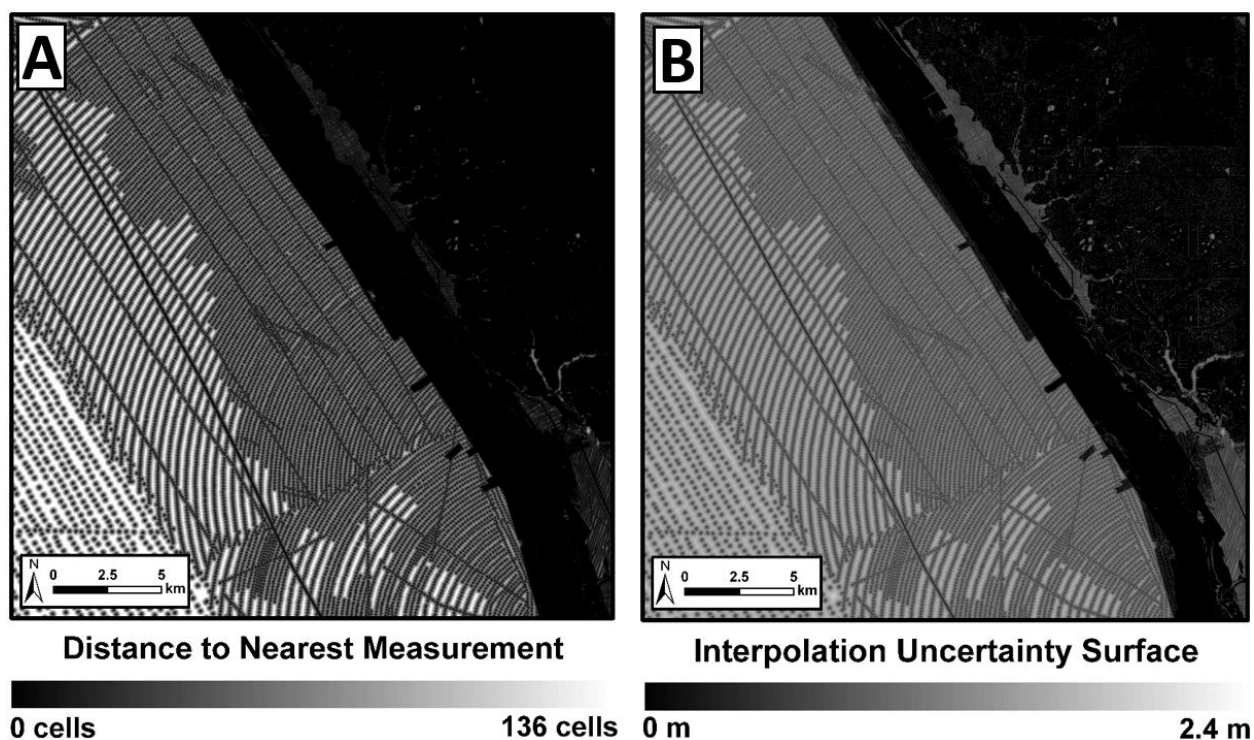 A
B
N
0 2.5 5
km
N
0 2.5 5
km
Distance to Nearest Measurement
Interpolation Uncertainty Surface
0 cells 136 cells
0 m 2.4 m